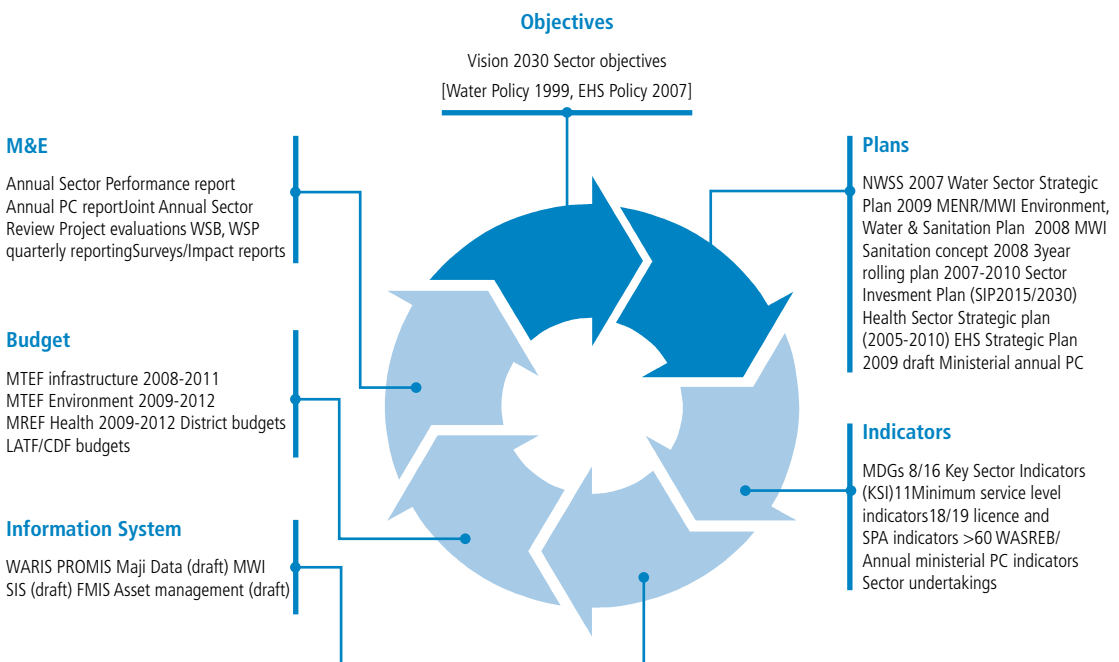 Objectives
Vision 2030 Sector objectives
[Water Policy 1999, EHS Policy 2007]
M&E
Annual Sector Performance report
Annual PC reportJoint Annual Sector
Review Project evaluations WSB, WSP
quarterly reportingSurveys/Impact reports
Plans
NWSS 2007 Water Sector Strategic
Plan 2009 MENR/MWI Environment,
Water & Sanitation Plan 2008 MWI
Sanitation concept 2008 3year
rolling plan 2007-2010 Sector
Invesment Plan (SIP2015/2030)
Health Sector Strategic plan
(2005-2010) EHS Strategic Plan
2009 draft Ministerial annual PC
Budget
MTEF infrastructure 2008-2011
MTEF Environment 2009-2012
MREF Health 2009-2012 District budgets
LATF/CDF budgets
Indicators
MDGs 8/16 Key Sector Indicators
(KSI)11Minimum service level
indicators18/19 licence and
SPA indicators >60 WASREB/
Annual ministerial PC indicators
Sector undertakings
Information System
WARIS PROMIS Maji Data (draft) MWI
SIS (draft) FMIS Asset management (draft)